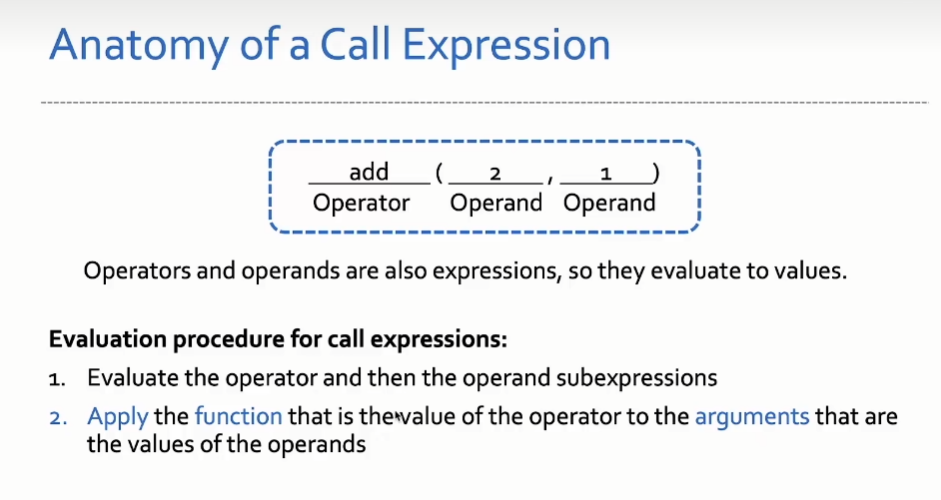 Anatomy of a Call Expression
add ( 2 , 1 )
Operator Operand Operand
Operators and operands are also expressions, so they evaluate to values.
Evaluation procedure for call expressions:
1. Evaluate the operator and then the operand subexpressions
2. Apply the function that is the value of the operator to the arguments that are
the values of the operands